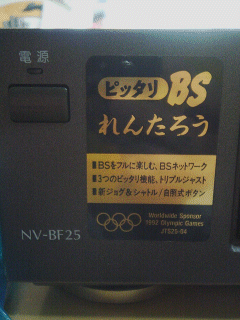 電源
ピッタリ BS
れんたろう
■BSをフルに楽しむ、BSネットワーク
■3つのピッタリ機能。トリプルジャスト
■新ジョグ&シャトル/自照式ボタン
Worldwide Sponsor
1992 Olympic Games
JT525-04
NV-BF25